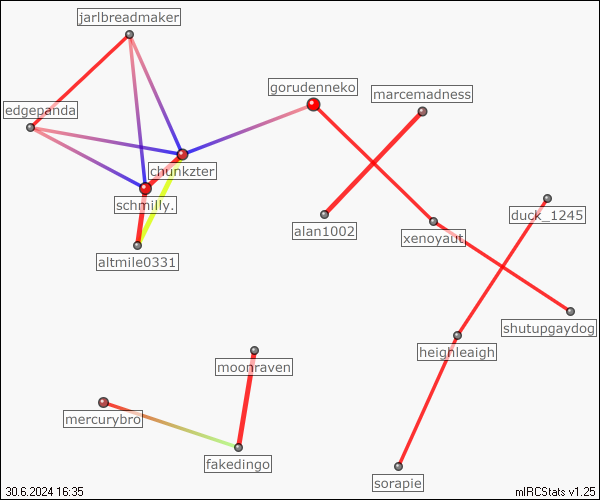 jarlbreadmaker
gorudenneko
marcemadness
edgepanda
chunkzter
schmilly.
duck_1245
alan1002
xenoyaut
altmile0331
shutupgaydog
heighleaigh
moonraven
mercurybro
fakedingo
sorapie
30.6.2024 16:35
mIRCStats v1.25